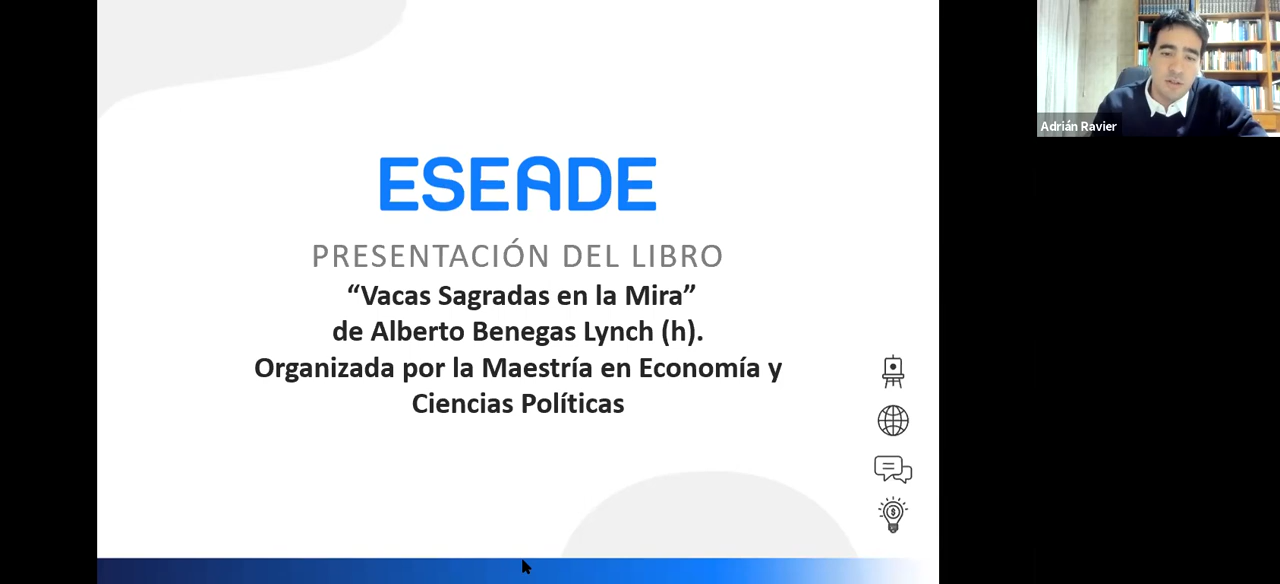 ESEADE
PRESENTACIÓN DEL LIBRO
“Vacas Sagradas en la Mira”
de Alberto Benegas Lynch (h).
Organizada por la Maestría en Economía y
Ciencias Políticas
Adrián Ravier